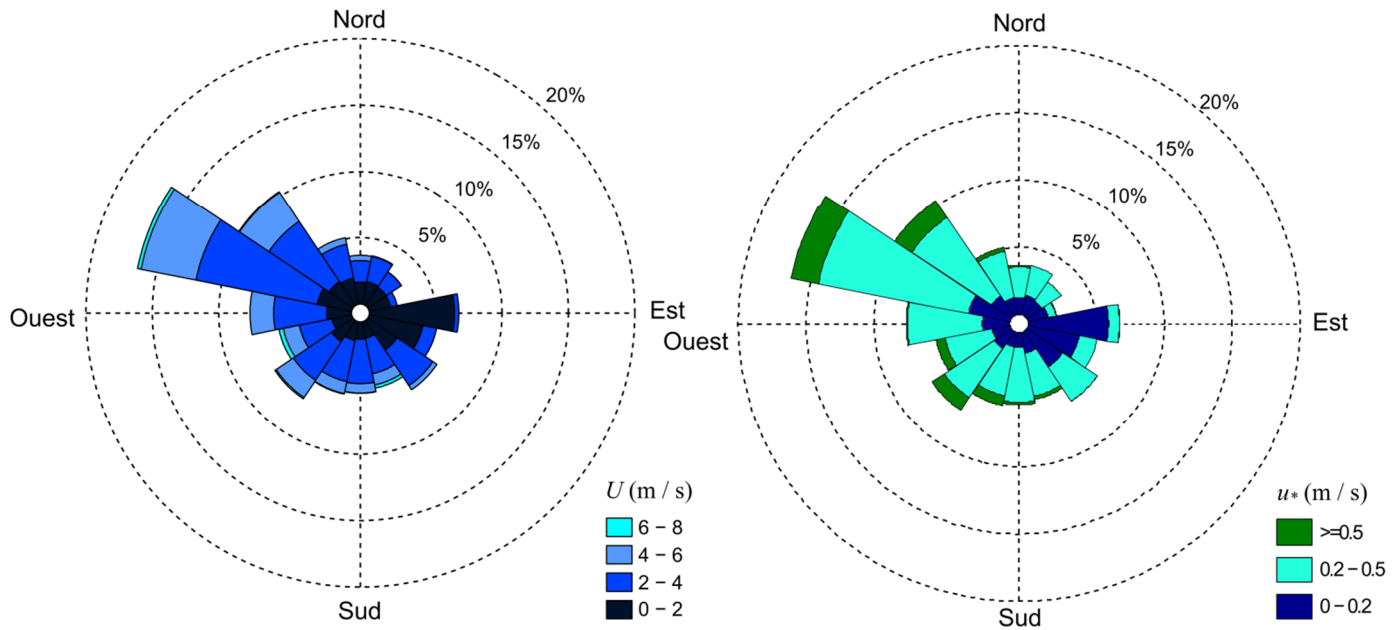 Nord
20%
15%
10%
5%
Ouest
Est
Sud
U (m / s)
6 – 8
4 – 6
2 – 4
0 – 2
Nord
20%
15%
10%
5%
Ouest
Est
Sud
u* (m / s)
>=0.5
0.2 – 0.5
0 – 0.2